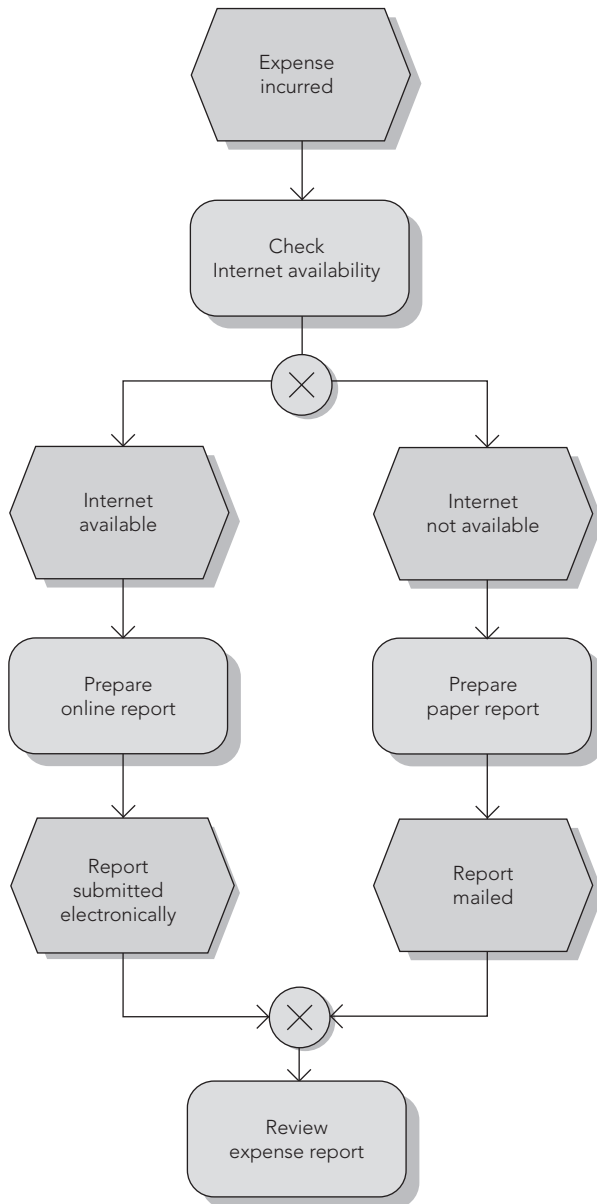 Expense
incurred
Check
Internet availability
Internet
available
Internet
not available
Prepare
online report
Prepare
paper report
Report
submitted
electronically
Report
mailed
Review
expense report